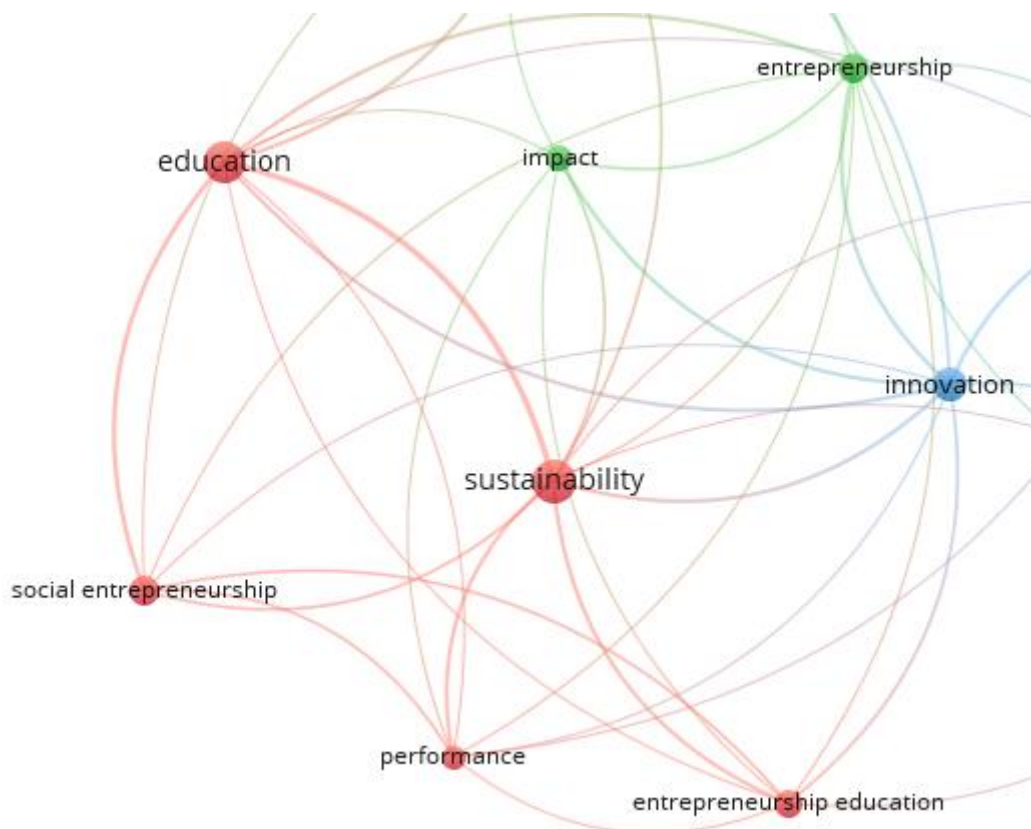 entrepreneurship
education
impact
innovation
sustainability
social entrepreneurship
performance
entrepreneurship education